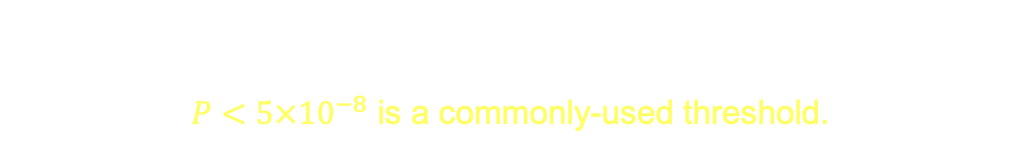 P < 5×10⁻⁸ is a commonly-used threshold.